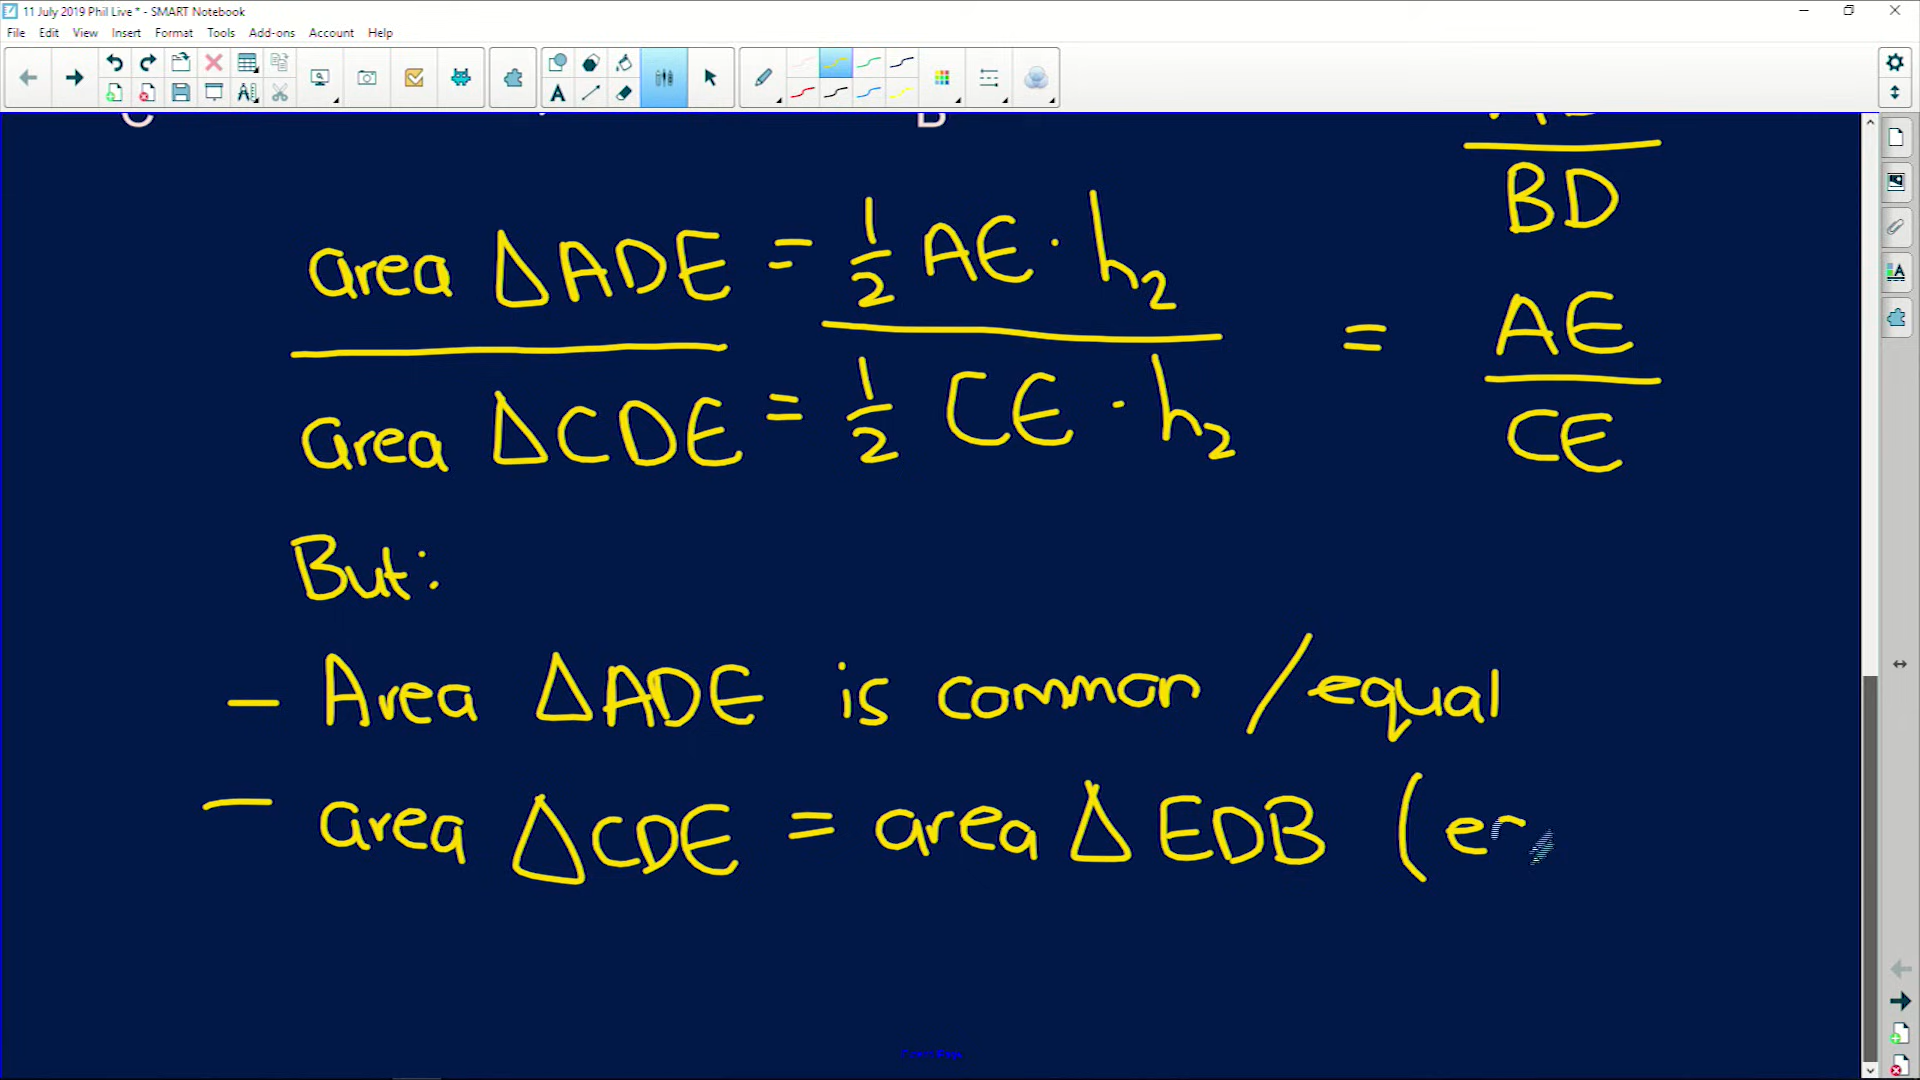 11 July 2019 Phil Live * - SMART Notebook
File Edit View Insert Format Tools Add-ons Account Help
C B
BD
area ΔADE = 1/2 AE · h₂
area ΔCDE = 1/2 CE · h₂
= AE/CE
But:
- Area ΔADE is common / equal
- area ΔCDE = area ΔEDB (e